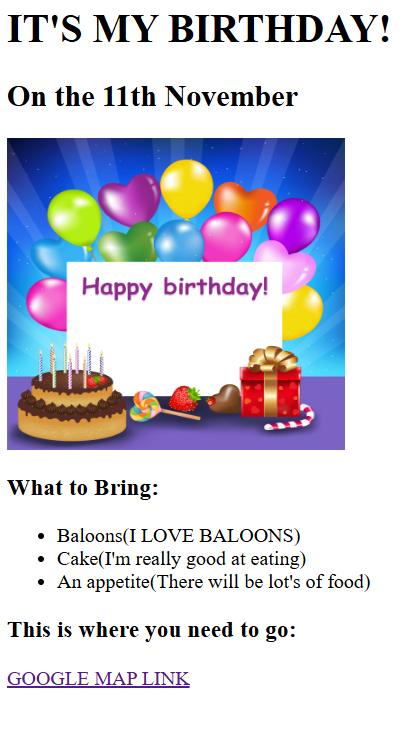 IT'S MY BIRTHDAY!
On the 11th November
Happy birthday!
What to Bring:
Baloons(I LOVE BALOONS)
Cake(I'm really good at eating)
An appetite(There will be lot's of food)
This is where you need to go:
GOOGLE MAP LINK